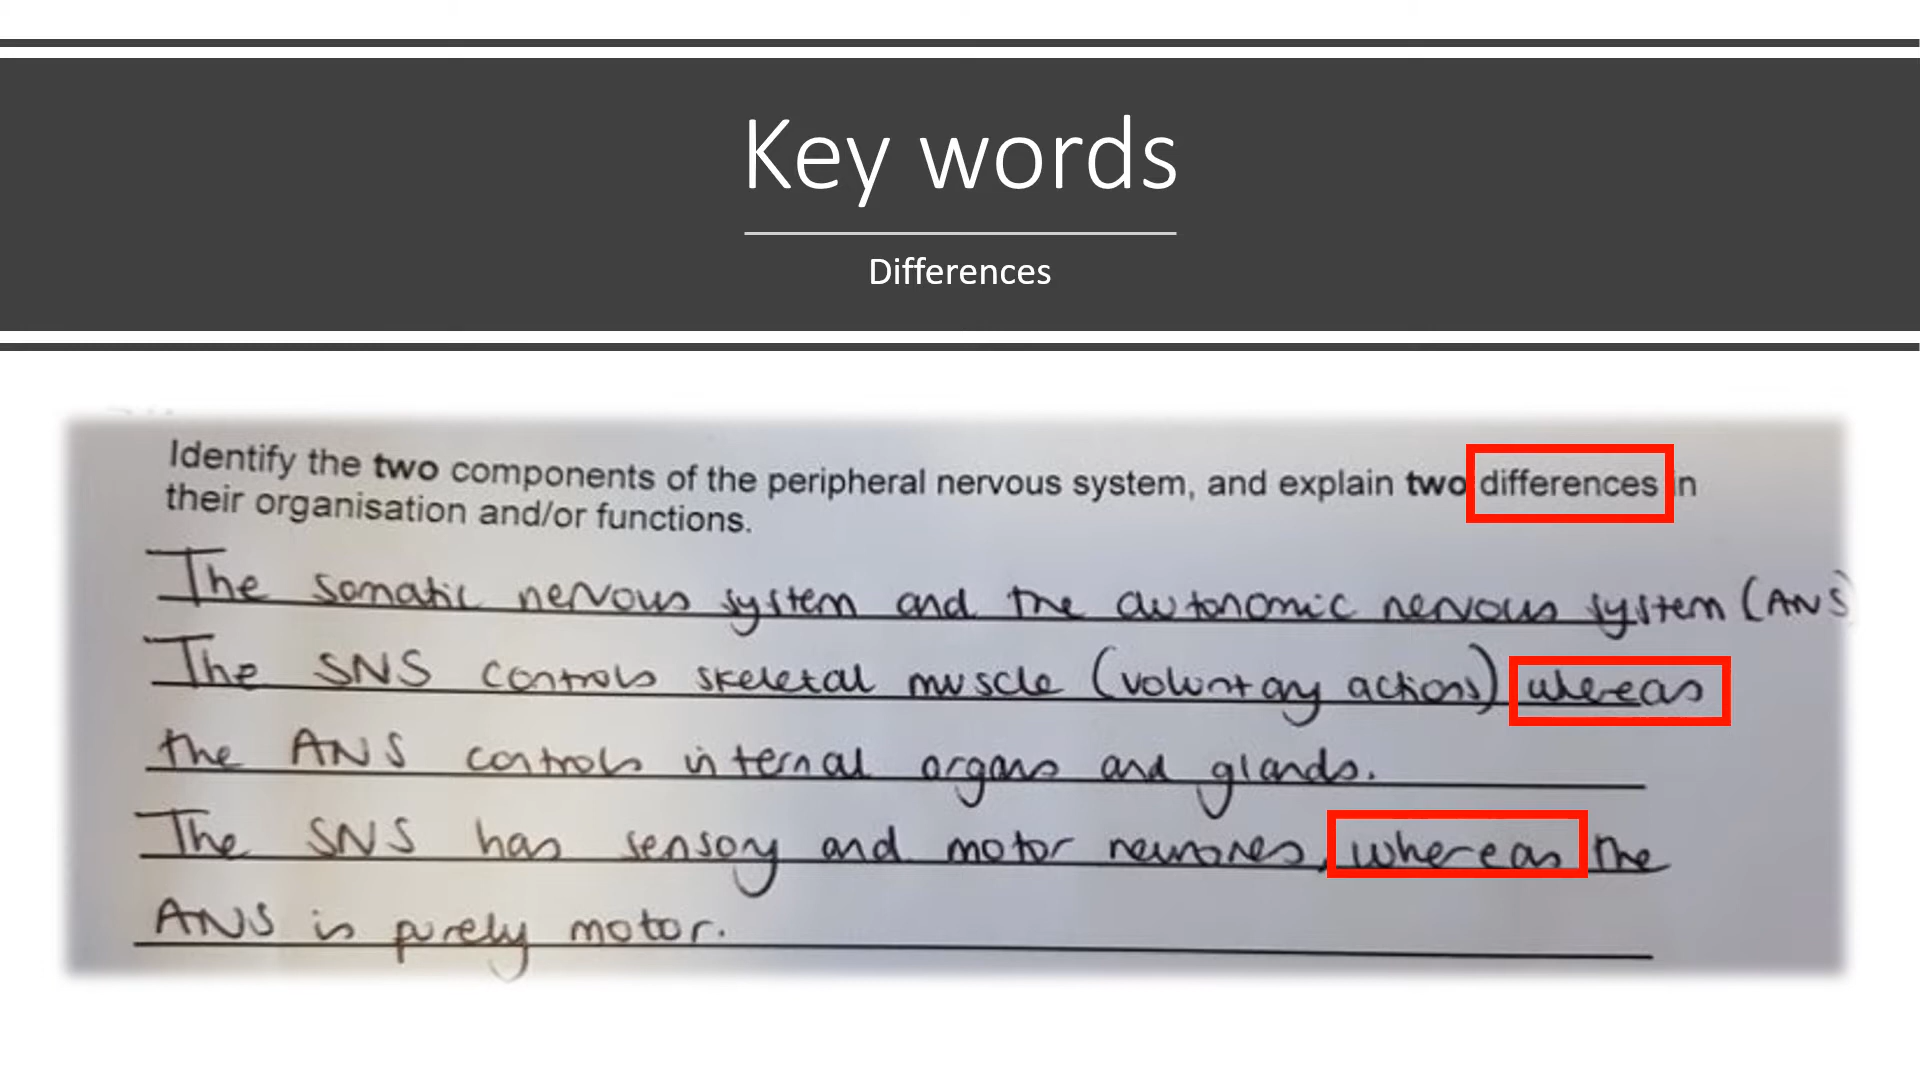 Key words
Differences
Identify the two components of the peripheral nervous system, and explain two differences in
their organisation and/or functions.
The somatic nervous system and the autonomic nervous system (ANS
The SNS controls skeletal muscle (voluntary actions) whereas
the ANS controls internal organs and glands.
The SNS has sensory and motor neurones, whereas the
ANS is purely motor.